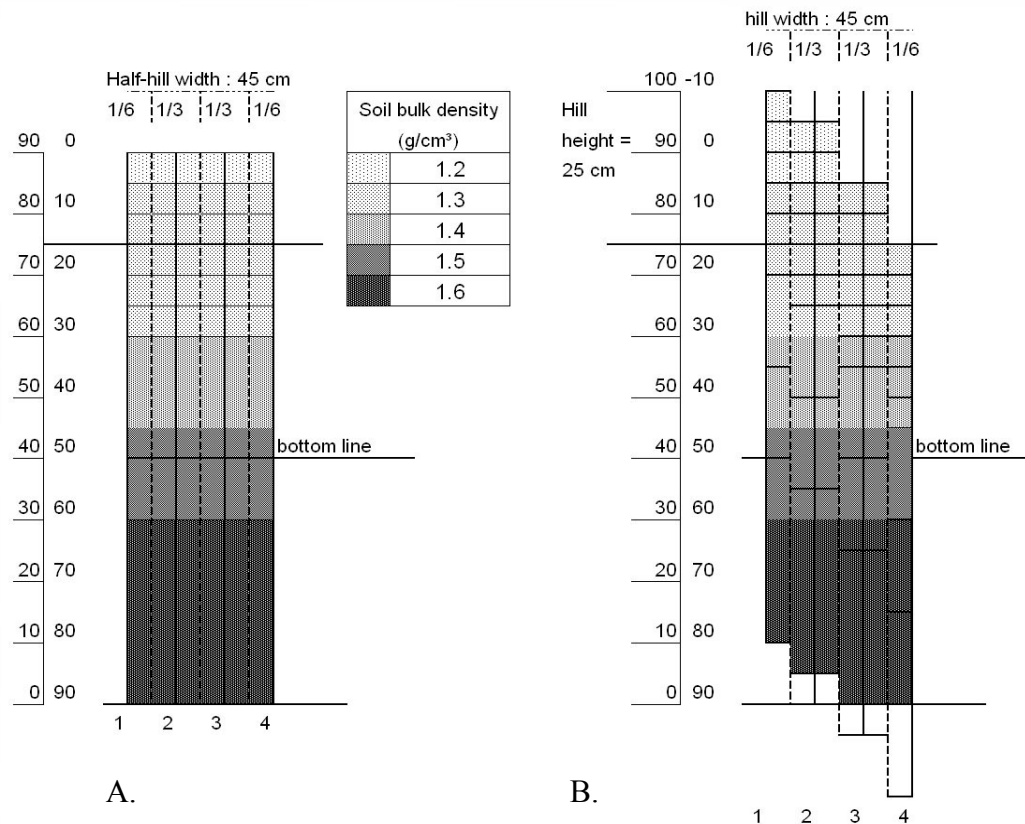 Half-hill width : 45 cm
1/6 1/3 1/3 1/6
90 0
80 10
70 20
60 30
50 40
40 50
30 60
20 70
10 80
0 90
bottom line
1 2 3 4
A.
Soil bulk density
(g/cm³)
1.2
1.3
1.4
1.5
1.6
hill width : 45 cm
1/6 1/3 1/3 1/6
Hill
height =
25 cm
100 -10
90 0
80 10
70 20
60 30
50 40
40 50
30 60
20 70
10 80
0 90
bottom line
1 2 3 4
B.